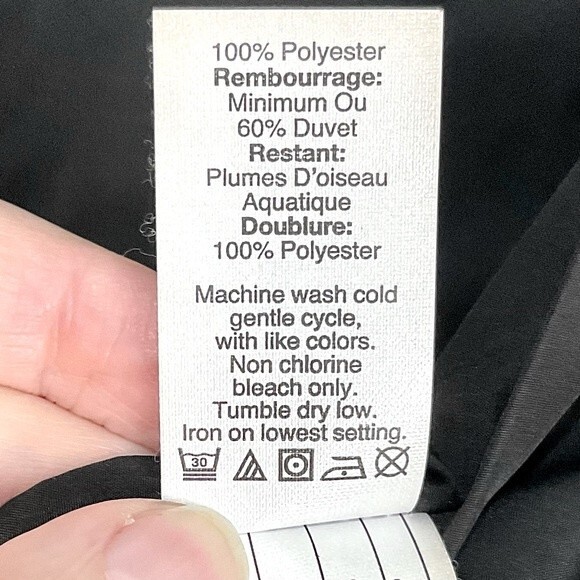 100% Polyester
Rembourrage:
Minimum Ou
60% Duvet
Restant:
Plumes D'oiseau
Aquatique
Doublure:
100% Polyester
Machine wash cold
gentle cycle,
with like colors.
Non chlorine
bleach only.
Tumble dry low.
Iron on lowest setting.
30